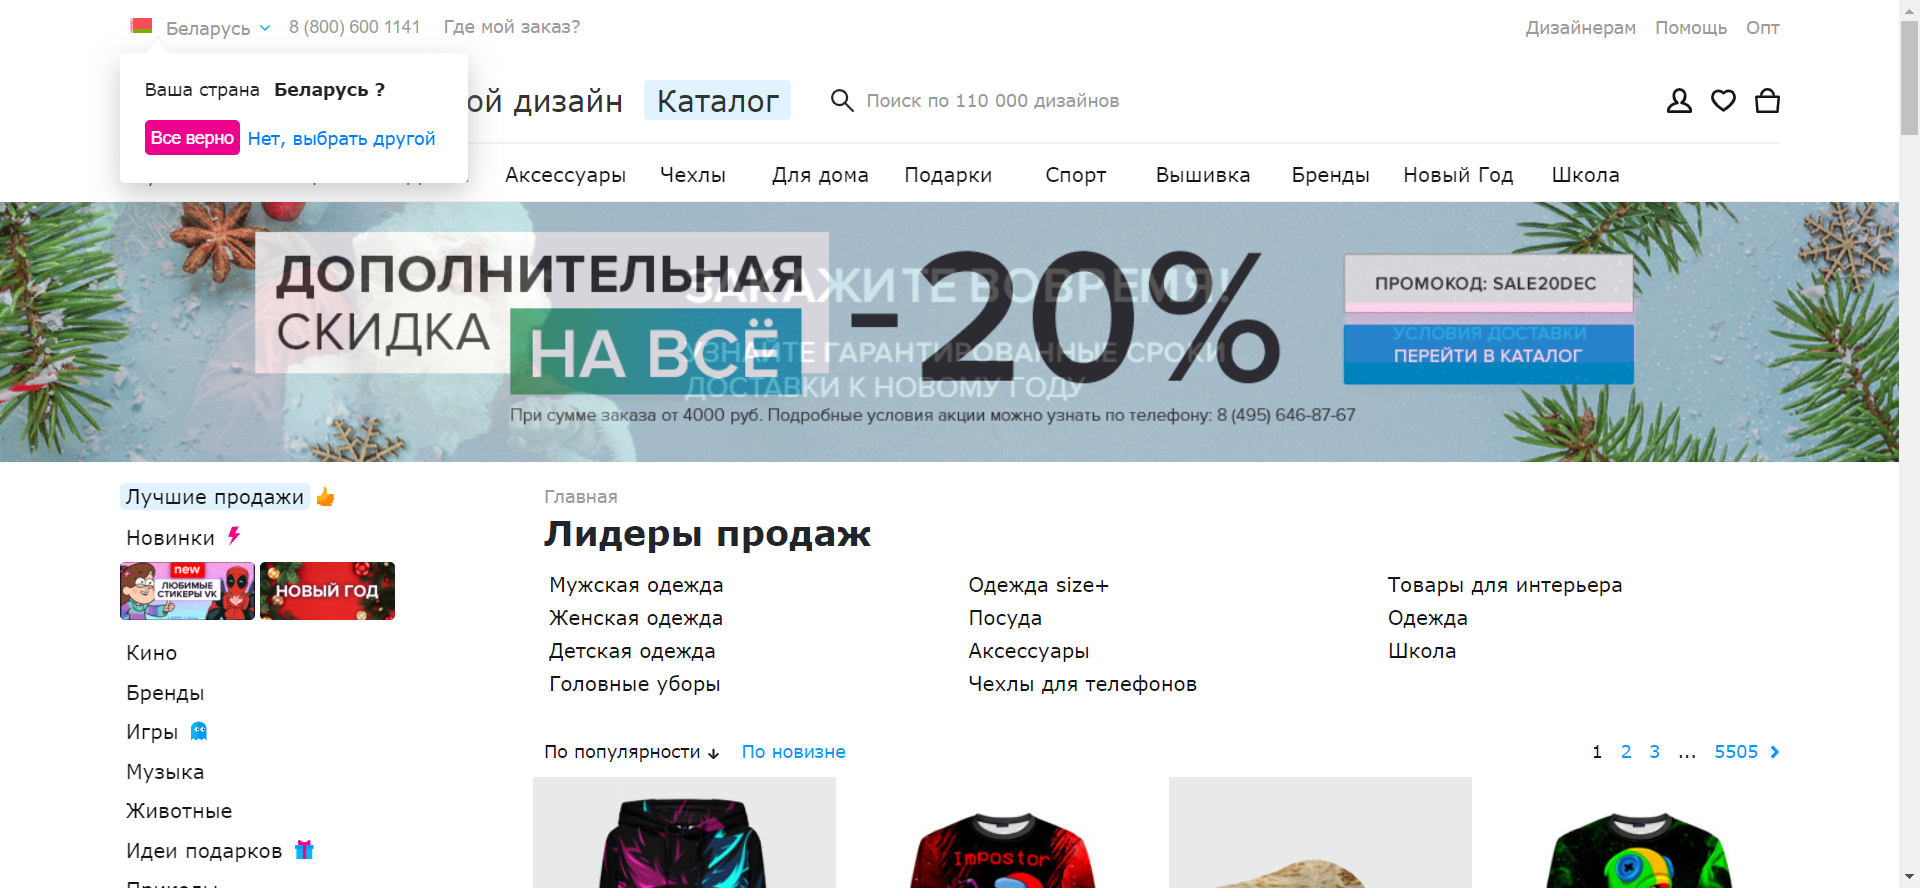 Беларусь
8 (800) 600 1141
Где мой заказ?
Дизайнерам
Помощь
Опт
Ваша страна Беларусь ?
Все верно
Нет, выбрать другой
ой дизайн
Каталог
Поиск по 110 000 дизайнов
Аксессуары
Чехлы
Для дома
Подарки
Спорт
Вышивка
Бренды
Новый Год
Школа
ДОПОЛНИТЕЛЬНАЯ
СКИДКА
НА ВСЁ
-20%
ЗАКАЖИТЕ ВОВРЕМЯ!
УЗНАЙТЕ ГАРАНТИРОВАННЫЕ СРОКИ
ДОСТАВКИ К НОВОМУ ГОДУ
При сумме заказа от 4000 руб. Подробные условия акции можно узнать по телефону: 8 (495) 646-87-67
ПРОМОКОД: SALE20DEC
УСЛОВИЯ ДОСТАВКИ
ПЕРЕЙТИ В КАТАЛОГ
Лучшие продажи
Новинки
new
ЛЮБИМЫЕ
СТИКЕРЫ VK
НОВЫЙ ГОД
Кино
Бренды
Игры
Музыка
Животные
Идеи подарков
Приколы
Главная
Лидеры продаж
Мужская одежда
Женская одежда
Детская одежда
Головные уборы
Одежда size+
Посуда
Аксессуары
Чехлы для телефонов
Товары для интерьера
Одежда
Школа
По популярности
По новизне
1 2 3 ... 5505
Impostor